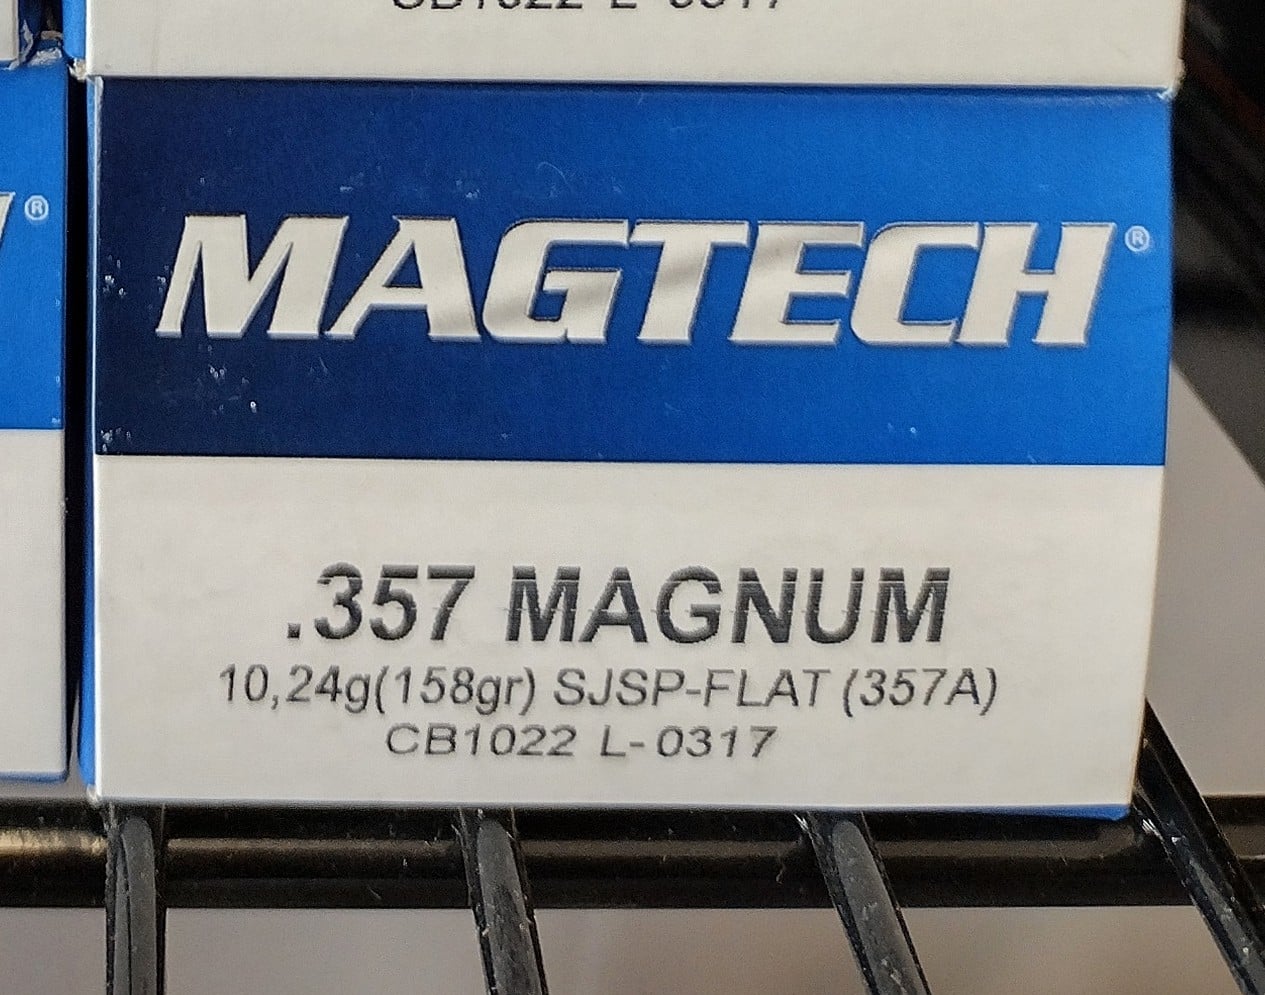 MAGTECH®
.357 MAGNUM
10,24g(158gr) SJSP-FLAT (357A)
CB1022 L-0317
®